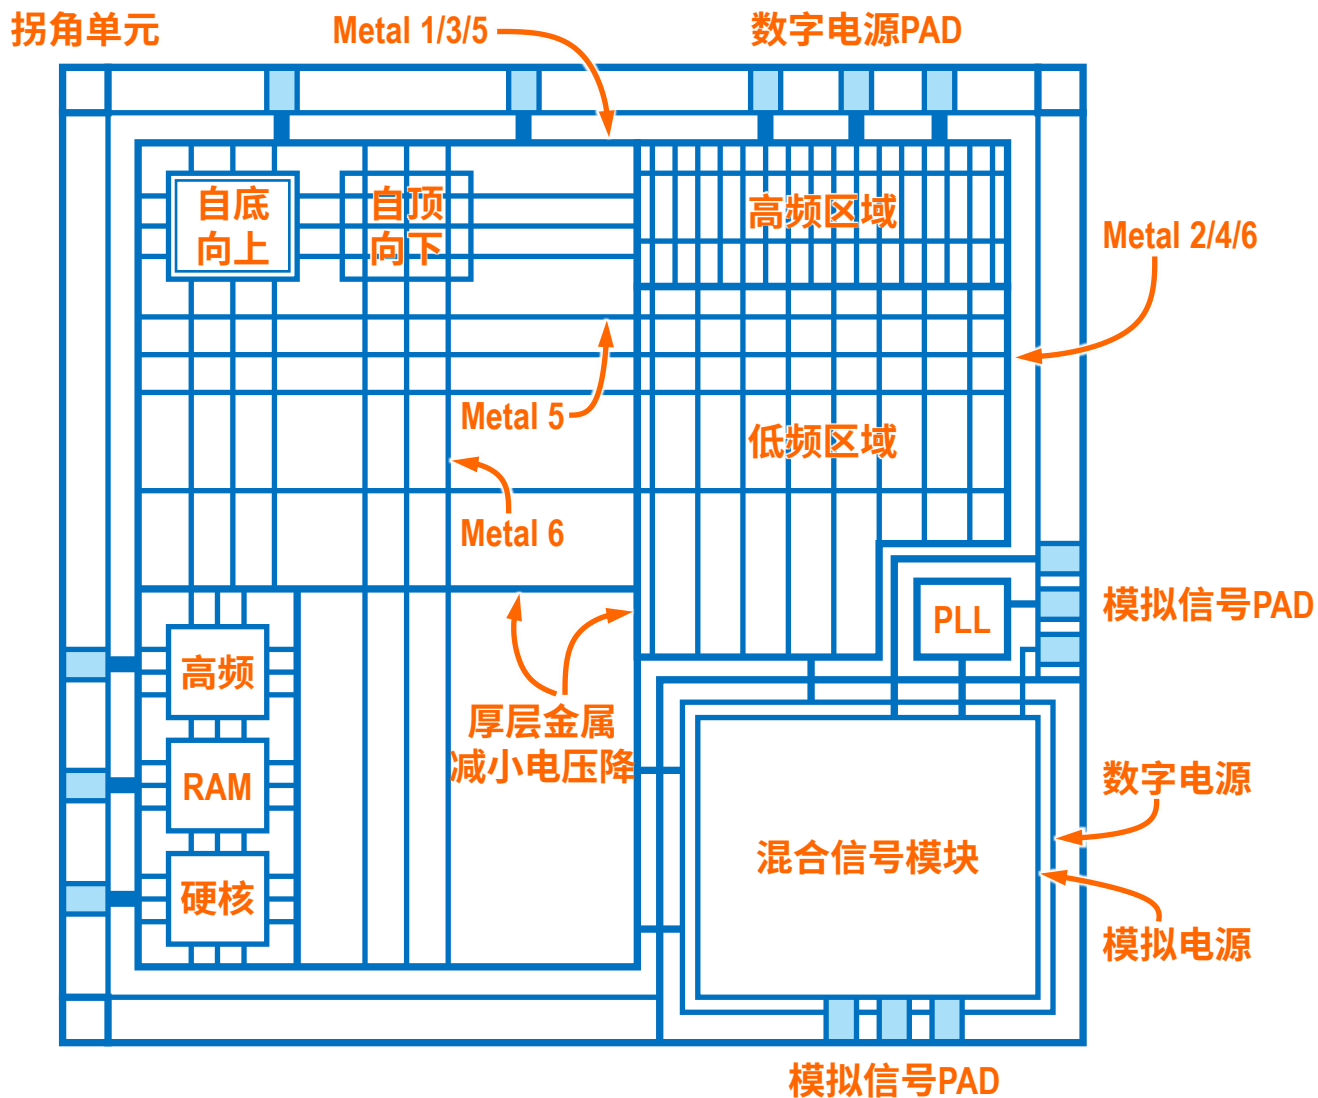 拐角单元
Metal 1/3/5
数字电源PAD
自底
向上
自顶
向下
高频区域
Metal 2/4/6
Metal 5
低频区域
Metal 6
模拟信号PAD
PLL
高频
厚层金属
减小电压降
RAM
数字电源
混合信号模块
硬核
模拟电源
模拟信号PAD